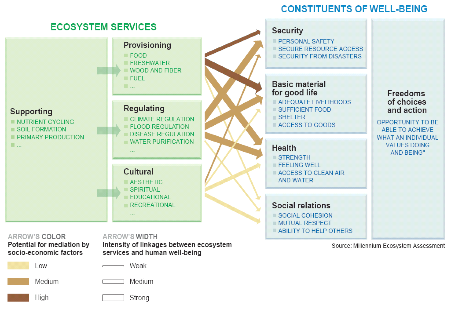 ECOSYSTEM SERVICES
CONSTITUENTS OF WELL-BEING
Supporting
NUTRIENT CYCLING
SOIL FORMATION
PRIMARY PRODUCTION
...
Provisioning
FOOD
FRESHWATER
WOOD AND FIBER
FUEL
...
Regulating
CLIMATE REGULATION
FLOOD REGULATION
DISEASE REGULATION
WATER PURIFICATION
...
Cultural
AESTHETIC
SPIRITUAL
EDUCATIONAL
RECREATIONAL
...
Security
PERSONAL SAFETY
SECURE RESOURCE ACCESS
SECURITY FROM DISASTERS
Basic material
for good life
ADEQUATE LIVELIHOODS
SUFFICIENT FOOD
SHELTER
ACCESS TO GOODS
Health
STRENGTH
FEELING WELL
ACCESS TO CLEAN AIR
AND WATER
Social relations
SOCIAL COHESION
MUTUAL RESPECT
ABILITY TO HELP OTHERS
Freedoms
of choices
and action
OPPORTUNITY TO BE
ABLE TO ACHIEVE
WHAT AN INDIVIDUAL
VALUES DOING
AND BEING"
Source: Millennium Ecosystem Assessment
ARROW'S COLOR
Potential for mediation by
socio-economic factors
Low
Medium
High
ARROW'S WIDTH
Intensity of linkages between ecosystem
services and human well-being
Weak
Medium
Strong